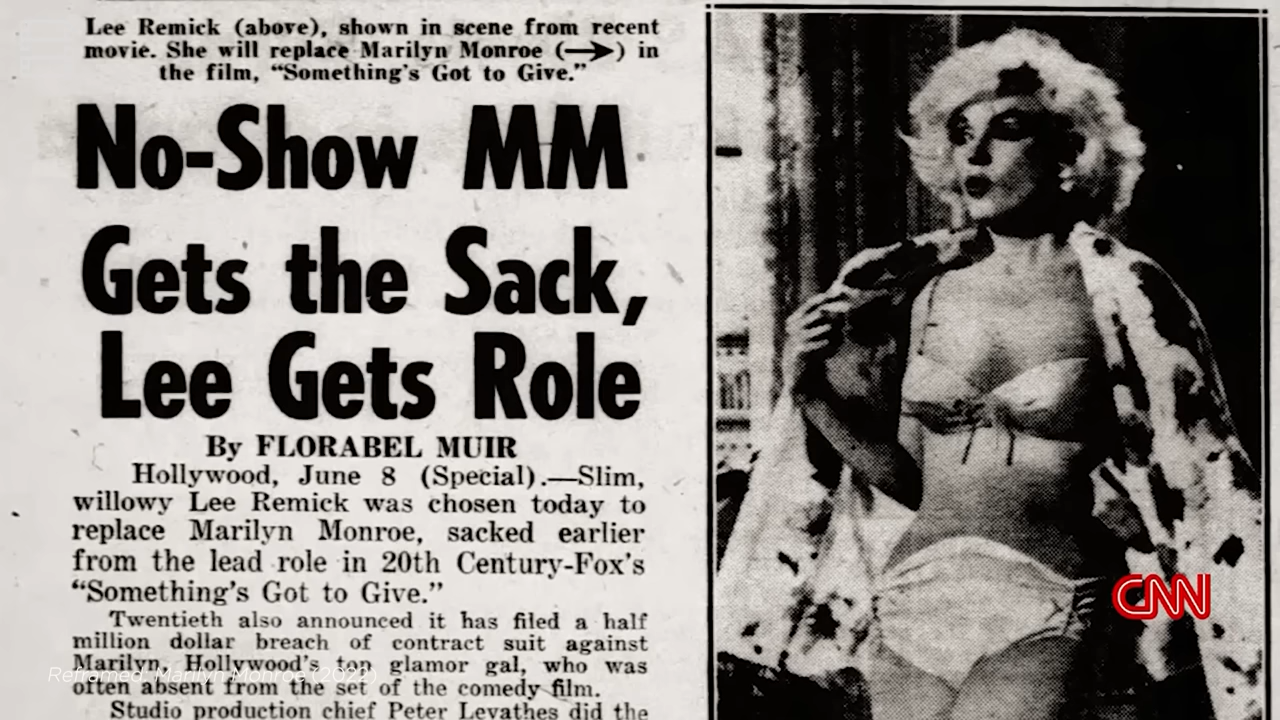 Lee Remick (above), shown in scene from recent
movie. She will replace Marilyn Monroe (→) in
the film, “Something’s Got to Give.”
No-Show MM
Gets the Sack,
Lee Gets Role
By FLORABEL MUIR
Hollywood, June 8 (Special).—Slim,
willowy Lee Remick was chosen today to
replace Marilyn Monroe, sacked earlier
from the lead role in 20th Century-Fox’s
“Something’s Got to Give.”
Twentieth also announced it has filed a half
million dollar breach of contract suit against
Marilyn, Hollywood’s top glamor gal, who was
often absent from the set of the comedy film.
Studio production chief Peter Levathes did the
Reframed: Marilyn Monroe (2022)
CNN